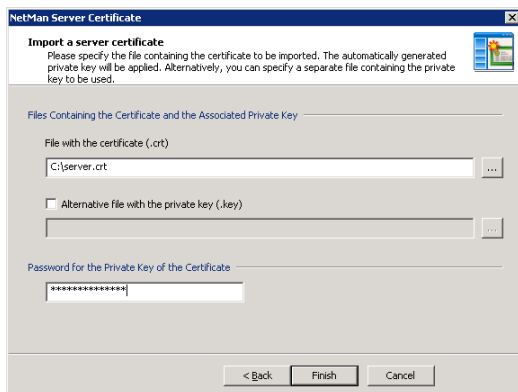 NetMan Server Certificate
Import a server certificate
Please specify the file containing the certificate to be imported. The automatically generated
private key will be applied. Alternatively, you can specify a separate file containing the private
key to be used.
Files Containing the Certificate and the Associated Private Key
File with the certificate (.crt)
C:\server.crt
...
Alternative file with the private key (.key)
...
Password for the Private Key of the Certificate
**************
< Back
Finish
Cancel